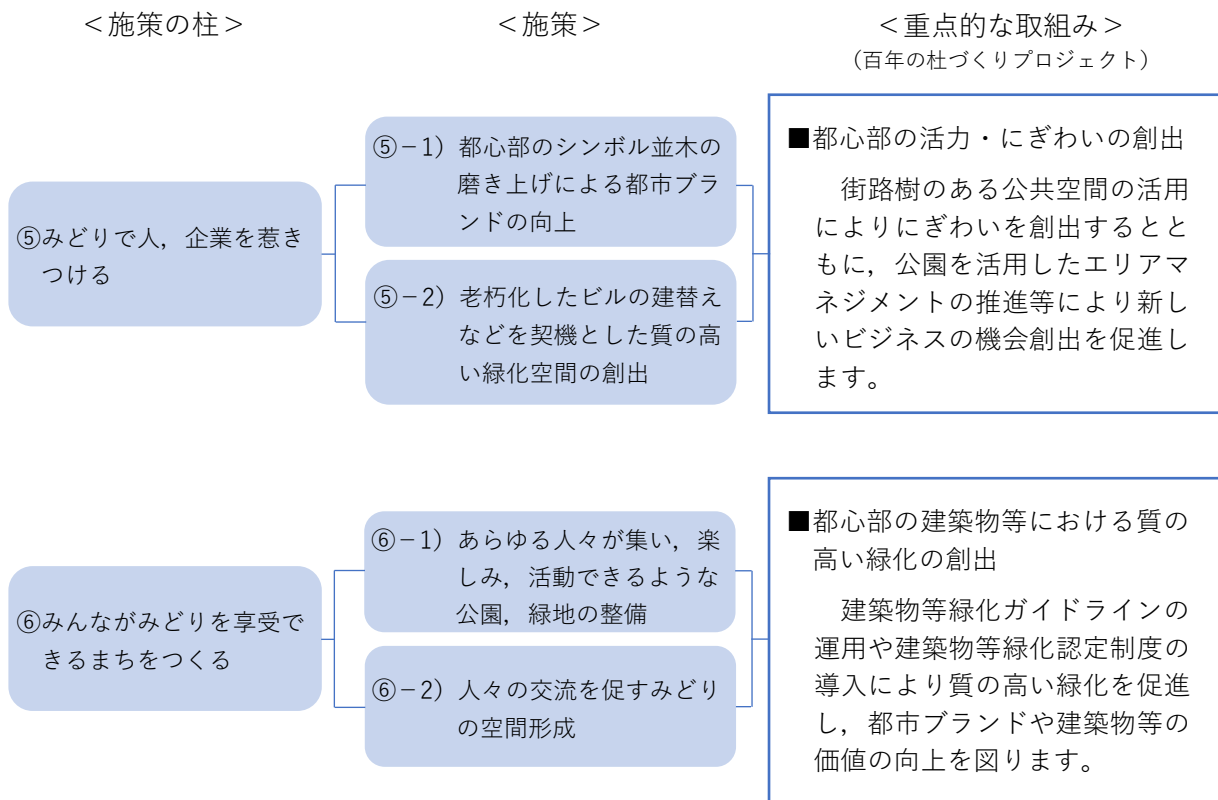 ＜施策の柱＞
＜施策＞
＜重点的な取組み＞
（百年の杜づくりプロジェクト）
⑤みどりで人，企業を惹き
つける
⑤－1）都心部のシンボル並木の
磨き上げによる都市ブラ
ンドの向上
⑤－2）老朽化したビルの建替え
などを契機とした質の高
い緑化空間の創出
■都心部の活力・にぎわいの創出
街路樹のある公共空間の活用
によりにぎわいを創出するとと
もに，公園を活用したエリアマ
ネジメントの推進等により新し
いビジネスの機会創出を促進し
ます。
⑥みんながみどりを享受で
きるまちをつくる
⑥－1）あらゆる人々が集い，楽
しみ，活動できるような
公園，緑地の整備
⑥－2）人々の交流を促すみどり
の空間形成
■都心部の建築物等における質の
高い緑化の創出
建築物等緑化ガイドラインの
運用や建築物等緑化認定制度の
導入により質の高い緑化を促進
し，都市ブランドや建築物等の
価値の向上を図ります。